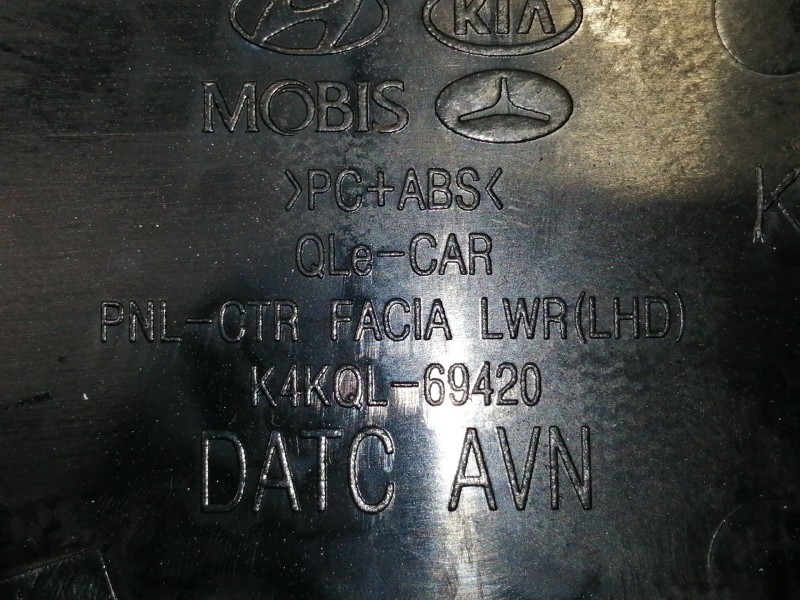 KIA
MOBIS
>PC+ABS<
QLe-CAR
PNL-CTR FACIA LWR(LHD)
K4KQL-69420
DATC AVN
K